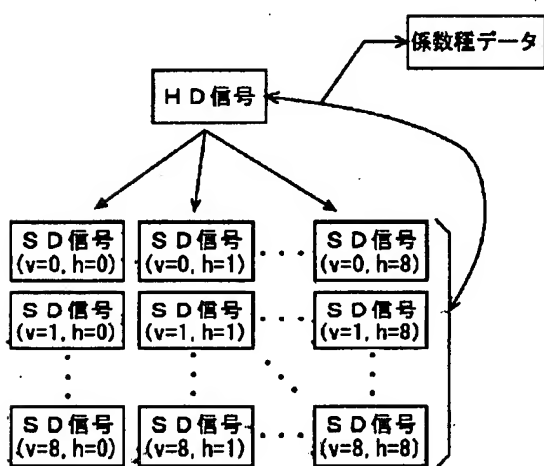 係数種データ
HD信号
SD信号 SD信号 SD信号
(v=0, h=0) (v=0, h=1) (v=0, h=8)
SD信号 SD信号 SD信号
(v=1, h=0) (v=1, h=1) (v=1, h=8)
SD信号 SD信号 SD信号
(v=8, h=0) (v=8, h=1) (v=8, h=8)